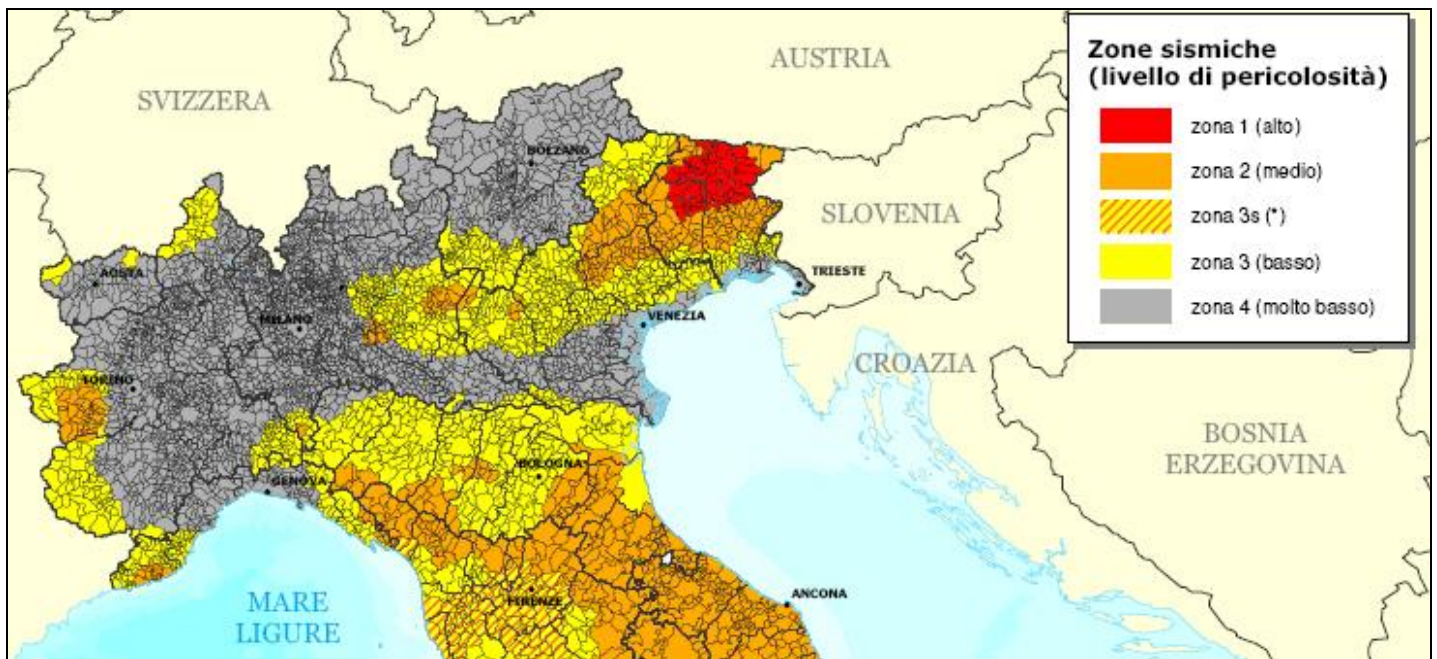 AUSTRIA
SVIZZERA
BOLZANO
SLOVENIA
AOSTA
TRIESTE
MILANO
VENEZIA
CROAZIA
TORINO
BOSNIA
ERZEGOVINA
BOLOGNA
GENOVA
MARE
LIGURE
FIRENZE
ANCONA
Zone sismiche
(livello di pericolosità)
zona 1 (alto)
zona 2 (medio)
zona 3s (*)
zona 3 (basso)
zona 4 (molto basso)